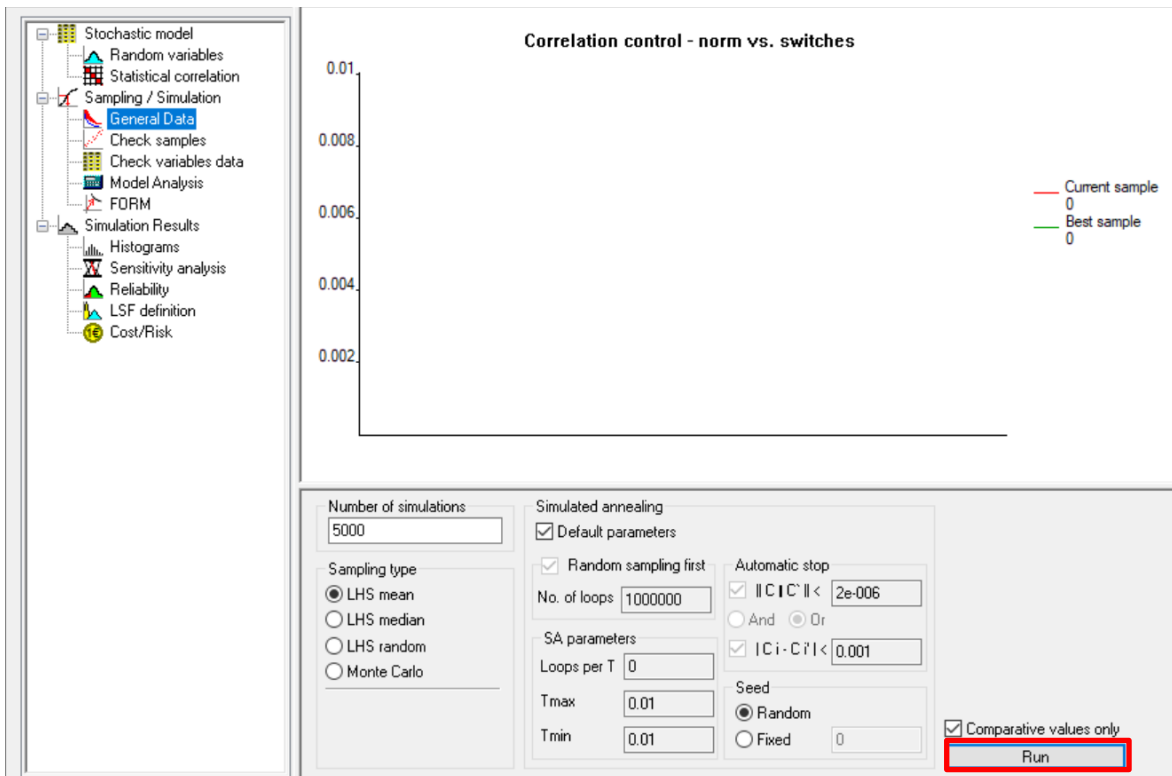 Stochastic model
Random variables
Statistical correlation
Sampling / Simulation
General Data
Check samples
Check variables data
Model Analysis
FORM
Simulation Results
Histograms
Sensitivity analysis
Reliability
LSF definition
Cost/Risk
Correlation control - norm vs. switches
0.01
0.008
0.006
0.004
0.002
Current sample
0
Best sample
0
Number of simulations
5000
Sampling type
LHS mean
LHS median
LHS random
Monte Carlo
Simulated annealing
Default parameters
Random sampling first
No. of loops 1000000
SA parameters
Loops per T 0
Tmax 0.01
Tmin 0.01
Automatic stop
||C|C`||< 2e-006
And Or
|Ci-Ci'|< 0.001
Seed
Random
Fixed 0
Comparative values only
Run